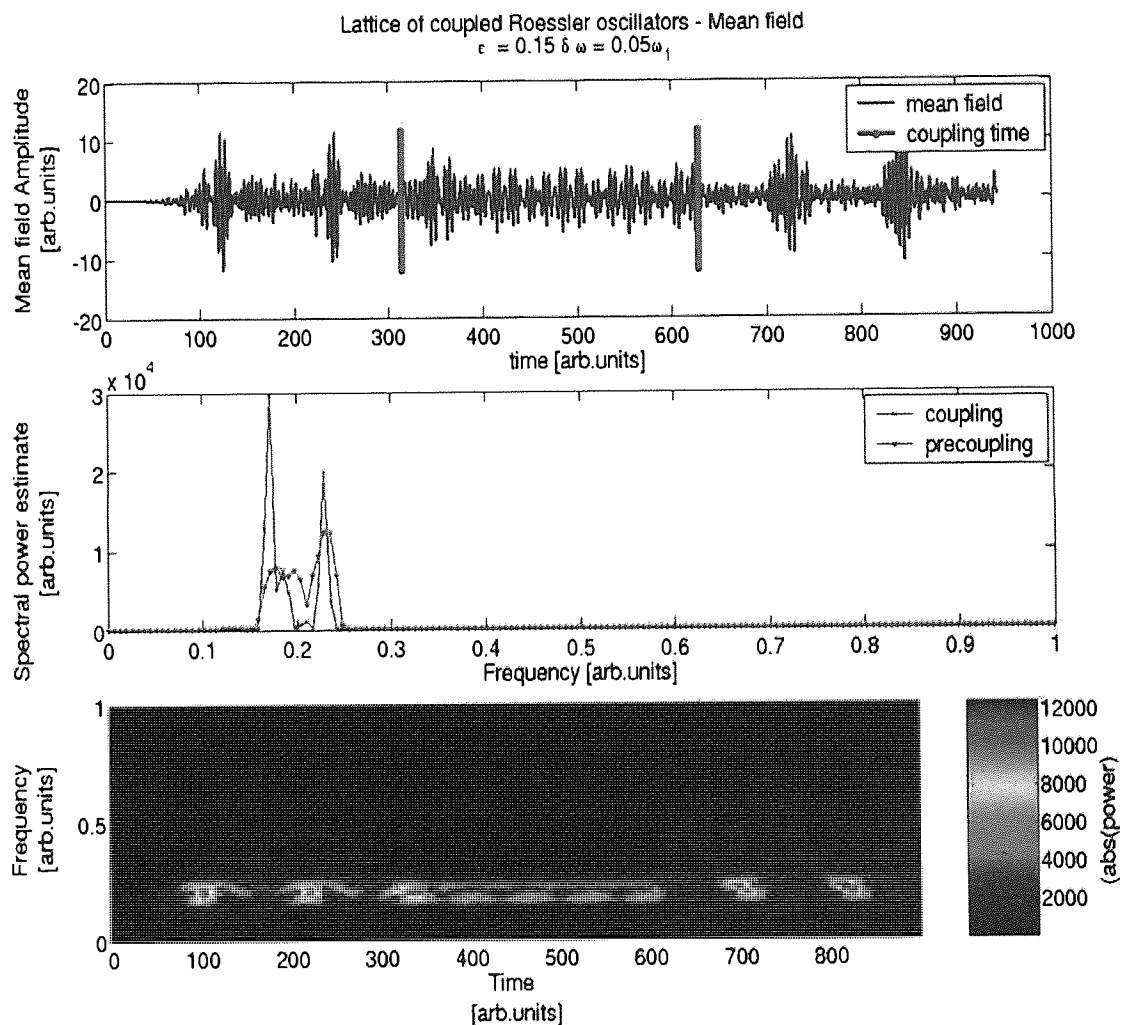 Lattice of coupled Roessler oscillators - Mean field
ε = 0.15 δ ω = 0.05ω₁
20
10
0
-10
-20
Mean field Amplitude
[arb.units]
mean field
coupling time
0 100 200 300 400 500 600 700 800 900 1000
time [arb.units]
x 10⁴
3
2
1
0
Spectral power estimate
[arb.units]
coupling
precoupling
0 0.1 0.2 0.3 0.4 0.5 0.6 0.7 0.8 0.9 1
Frequency [arb.units]
1
0.5
0
Frequency
[arb.units]
0 100 200 300 400 500 600 700 800
Time
[arb.units]
12000
10000
8000
6000
4000
2000
(abs(power)